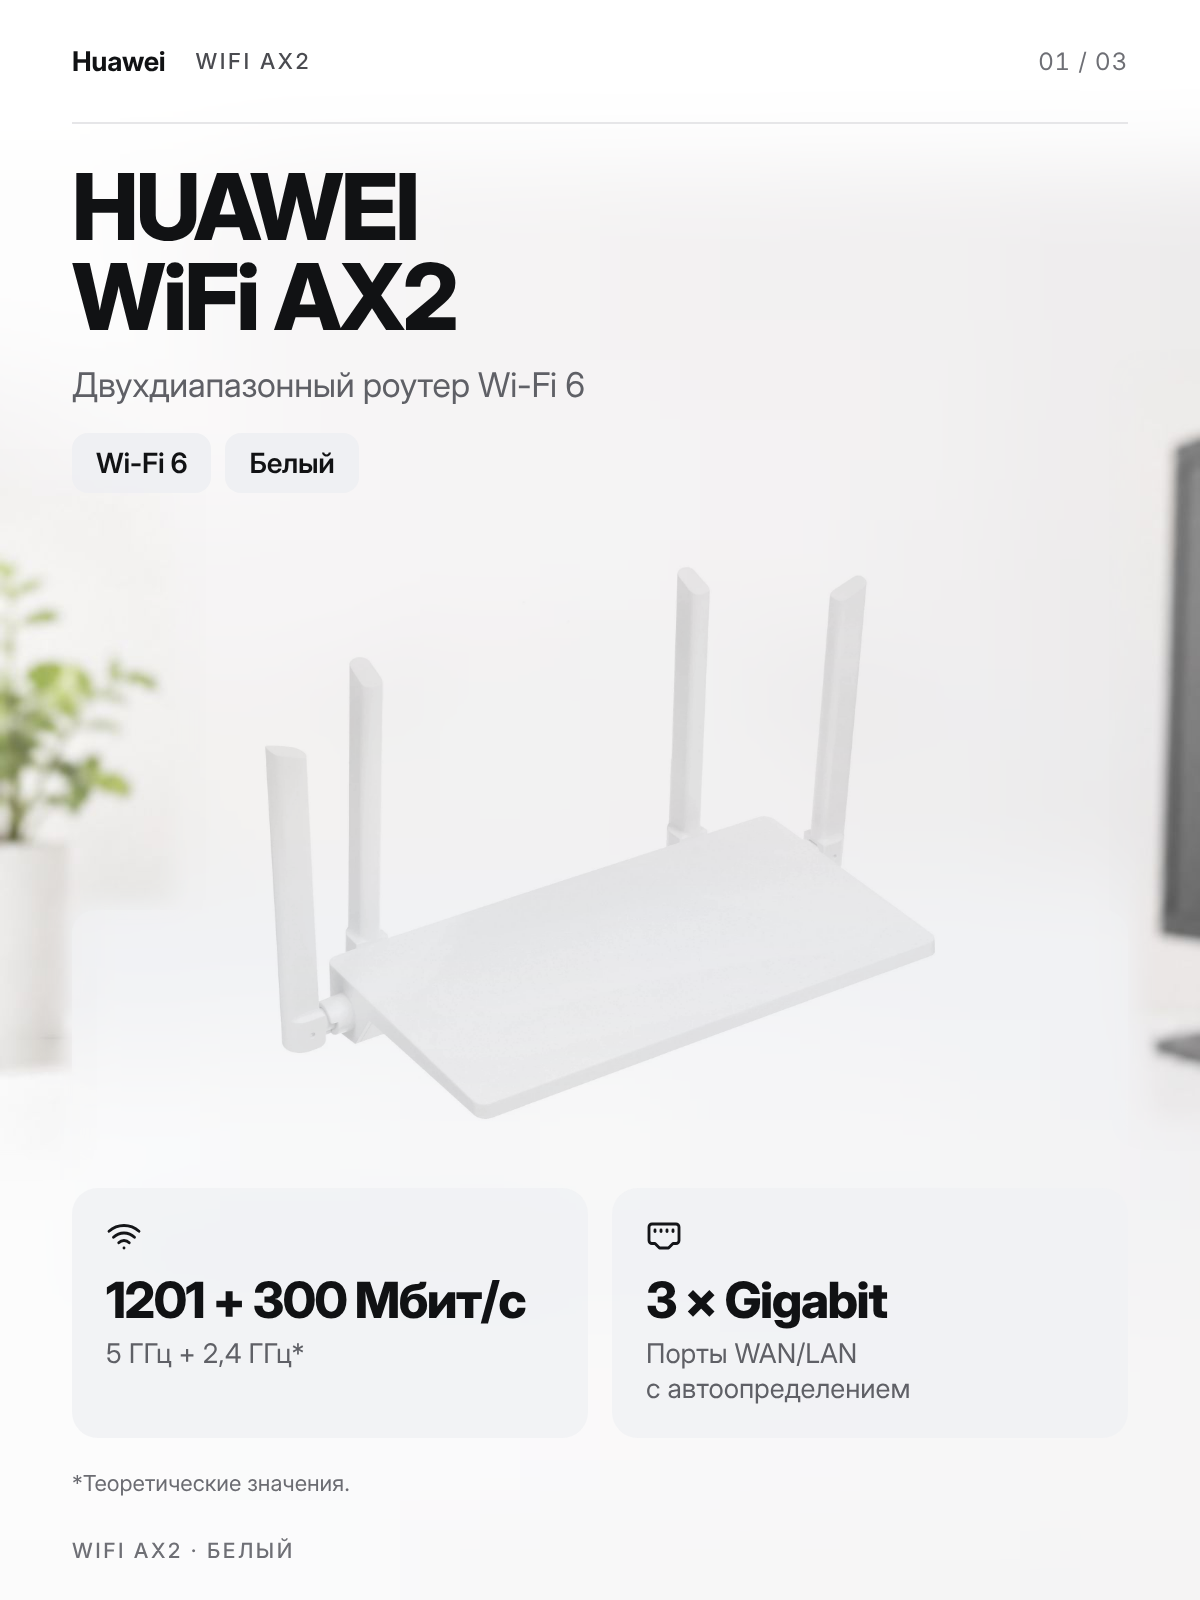 Huawei WIFI AX2 01 / 03
HUAWEI
WiFi AX2
Двухдиапазонный роутер Wi-Fi 6
Wi-Fi 6 Белый
1201 + 300 Мбит/с
5 ГГц + 2,4 ГГц*
3 × Gigabit
Порты WAN/LAN
с автоопределением
*Теоретические значения.
WIFI AX2 · БЕЛЫЙ